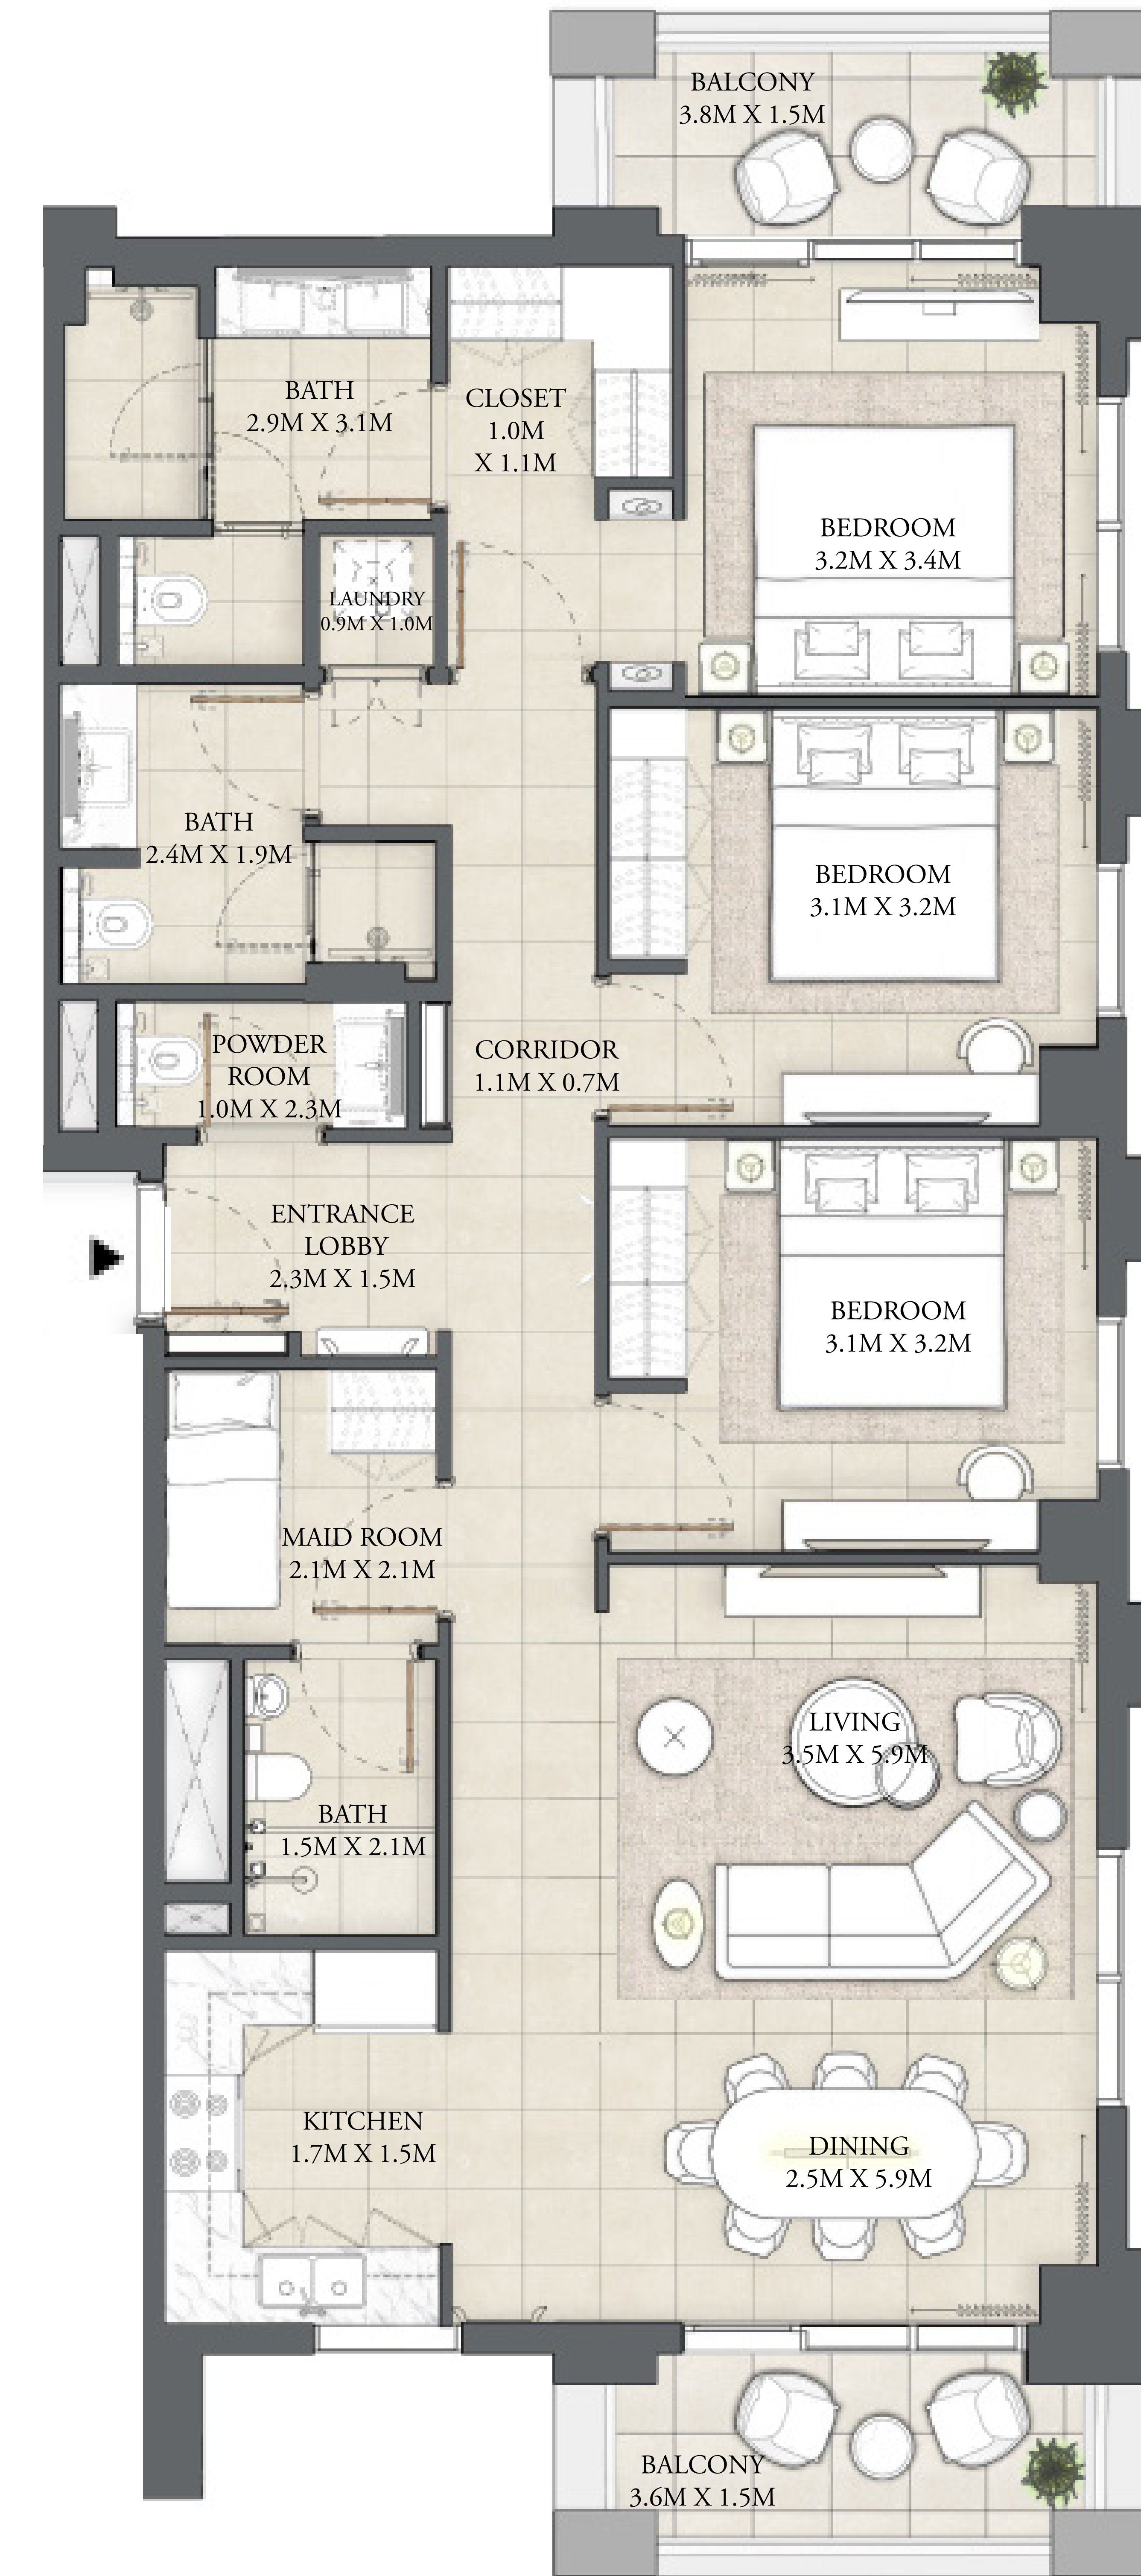 BALCONY
3.8M X 1.5M
BATH
2.9M X 3.1M
CLOSET
1.0M
X 1.1M
BEDROOM
3.2M X 3.4M
LAUNDRY
0.9M X 1.0M
BATH
2.4M X 1.9M
BEDROOM
3.1M X 3.2M
POWDER
ROOM
1.0M X 2.3M
CORRIDOR
1.1M X 0.7M
ENTRANCE
LOBBY
2.3M X 1.5M
BEDROOM
3.1M X 3.2M
MAID ROOM
2.1M X 2.1M
LIVING
3.5M X 5.9M
BATH
1.5M X 2.1M
KITCHEN
1.7M X 1.5M
DINING
2.5M X 5.9M
BALCONY
3.6M X 1.5M